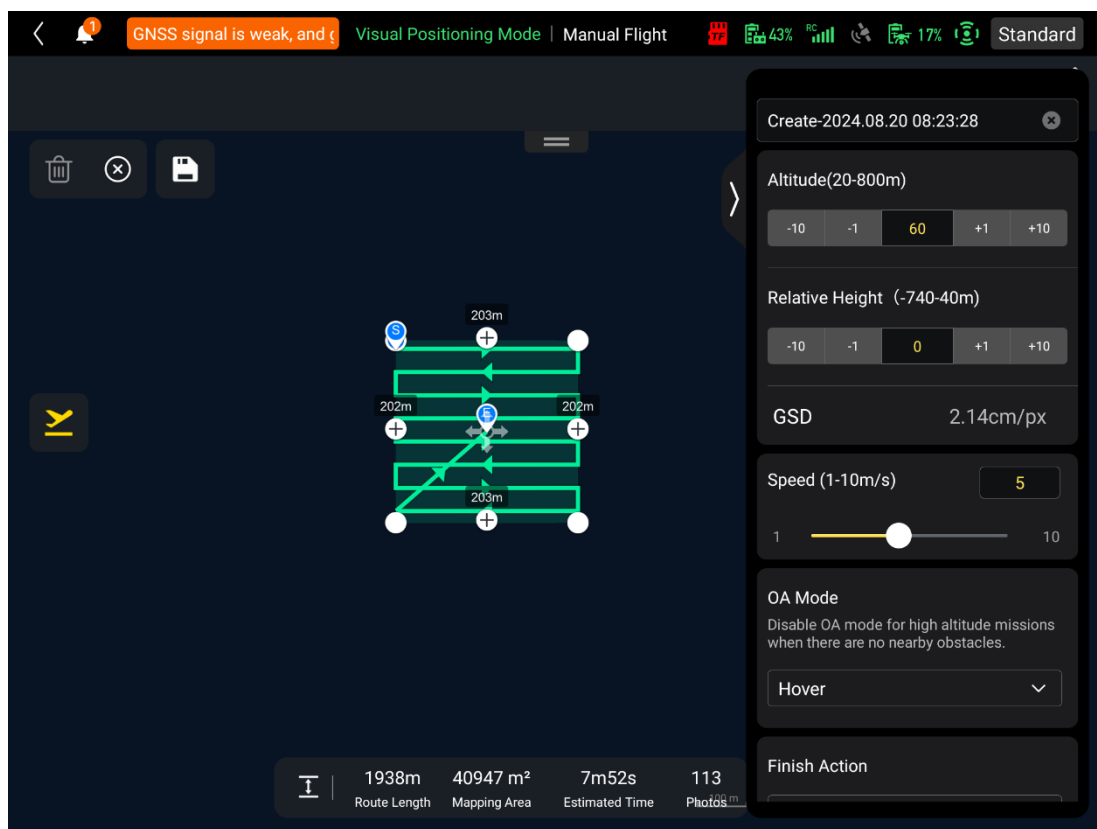 1
GNSS signal is weak, and g
Visual Positioning Mode | Manual Flight
TF
43%
RC
17%
Standard
Create-2024.08.20 08:23:28
Altitude(20-800m)
-10 -1 60 +1 +10
Relative Height（-740-40m)
-10 -1 0 +1 +10
GSD 2.14cm/px
Speed (1-10m/s) 5
1 10
OA Mode
Disable OA mode for high altitude missions
when there are no nearby obstacles.
Hover
Finish Action
203m
S
202m
E
202m
203m
1938m 40947 m² 7m52s 113
Route Length Mapping Area Estimated Time Photos
100 m